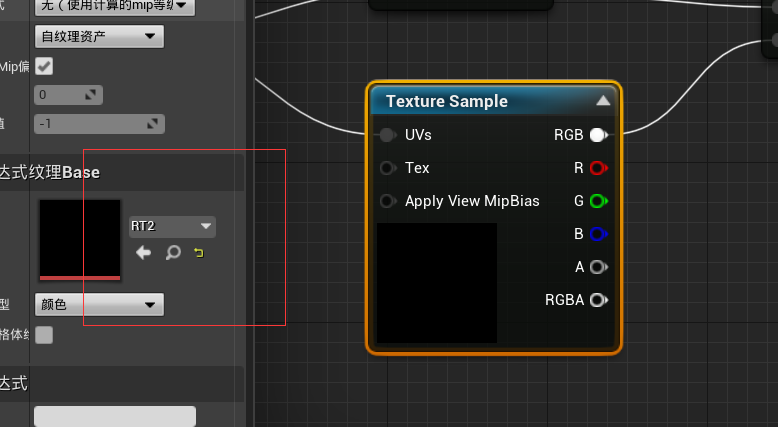 式 无（使用计算的mip等级
自纹理资产
Mip偏
0
值 -1
达式纹理Base
RT2
型 颜色
格体纟
达式
Texture Sample
UVs RGB
Tex R
Apply View MipBias G
B
A
RGBA